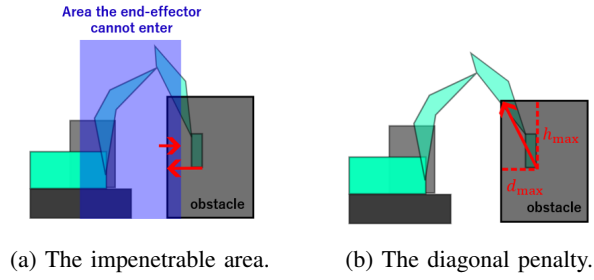 Area the end-effector
cannot enter
obstacle
h_max
d_max
obstacle
(a) The impenetrable area.
(b) The diagonal penalty.